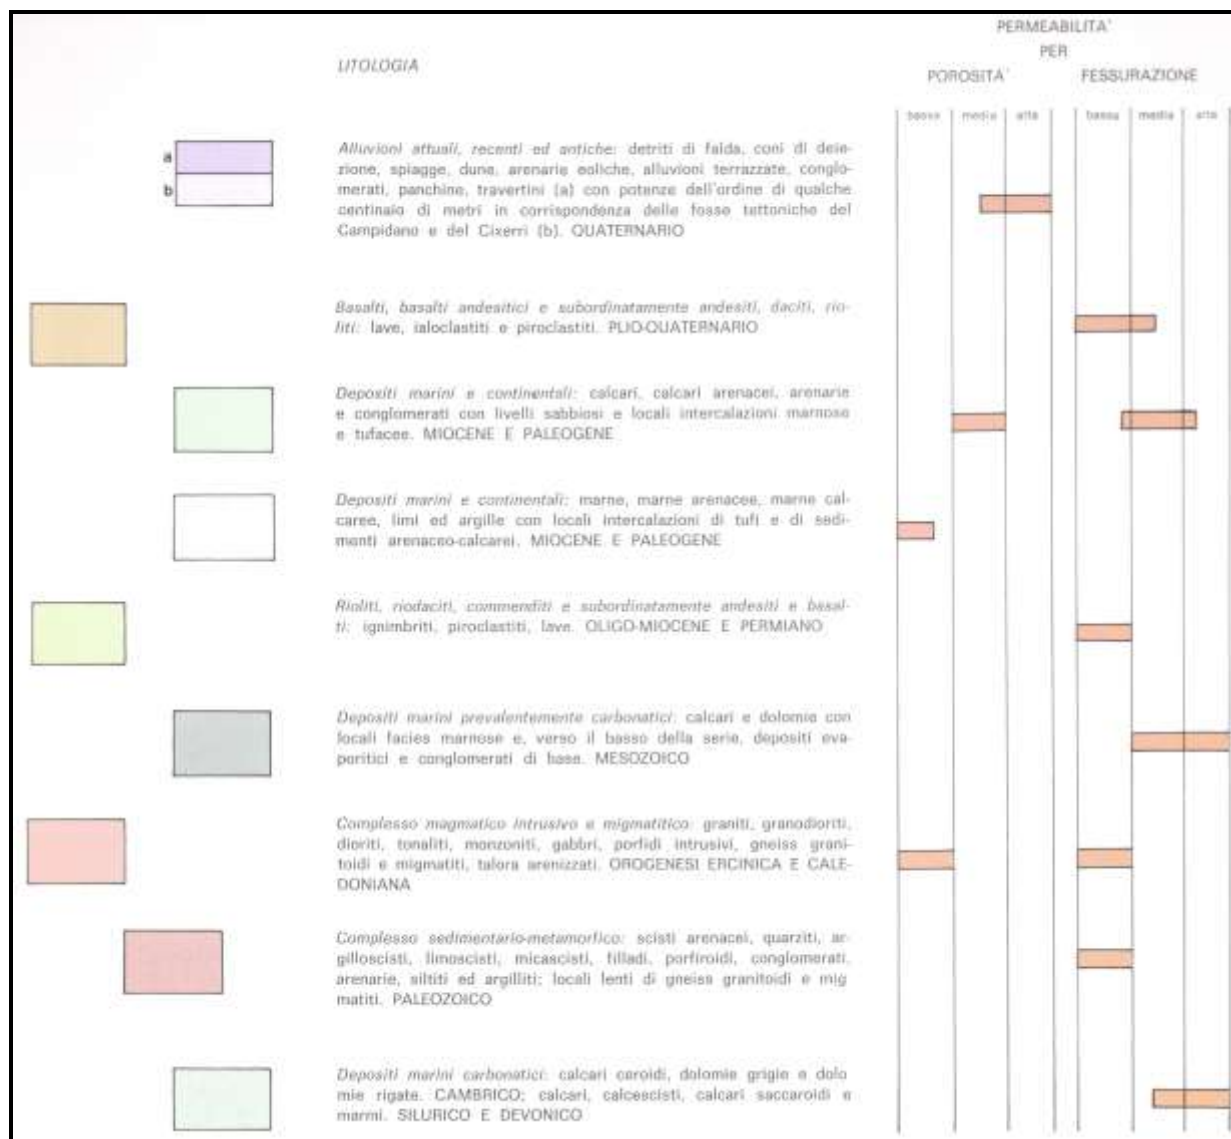 PERMEABILITA'
PER
LITOLOGIA
POROSITA'
FESSURAZIONE
bassa media alta bassa media alta
a
b
Alluvioni attuali, recenti ed antiche: detriti di falda, coni di deie-
zione, spiagge, dune, arenarie eoliche, alluvioni terrazzate, conglo-
merati, panchine, travertini (a) con potenze dell'ordine di qualche
centinaio di metri in corrispondenza delle fosse tettoniche del
Campidano e del Cixerri (b). QUATERNARIO
Basalti, basalti andesitici e subordinatamente andesiti, daciti, rio-
liti: lave, ialoclastiti e piroclastiti. PLIO-QUATERNARIO
Depositi marini e continentali: calcari, calcari arenacei, arenarie
e conglomerati con livelli sabbiosi e locali intercalazioni marnose
e tufacee. MIOCENE E PALEOGENE
Depositi marini e continentali: marne, marne arenacee, marne cal-
caree, limi ed argille con locali intercalazioni di tufi e di sedi-
menti arenaceo-calcarei. MIOCENE E PALEOGENE
Rioliti, riodaciti, commenditi e subordinatamente andesiti e basal-
ti: ignimbriti, piroclastiti, lave. OLIGO-MIOCENE E PERMIANO
Depositi marini prevalentemente carbonatici: calcari e dolomie con
locali facies marnose e, verso il basso della serie, depositi eva-
poritici e conglomerati di base. MESOZOICO
Complesso magmatico intrusivo e migmatitico: graniti, granodioriti,
dioriti, tonaliti, monzoniti, gabbri, porfidi intrusivi, gneiss grani-
toidi e migmatiti, talora arenizzati. OROGENESI ERCINICA E CALE-
DONIANA
Complesso sedimentario-metamorfico: scisti arenacei, quarziti, ar
gilloscisti, limoscisti, micascisti, filladi, porfiroidi, conglomerati,
arenarie, siltiti ed argilliti; locali lenti di gneiss granitoidi e mig
matiti. PALEOZOICO
Depositi marini carbonatici: calcari ceroidi, dolomie grigie e dolo
mie rigate. CAMBRICO; calcari, calcescisti, calcari saccaroidi e
marmi. SILURICO E DEVONICO